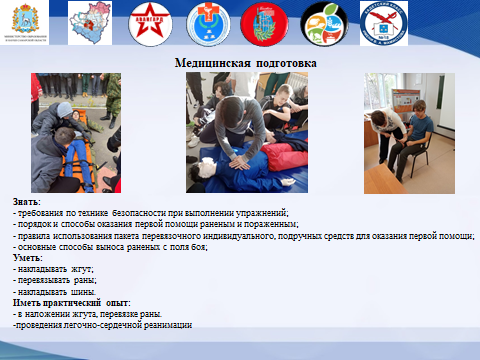 АВАНГАРД
Медицинская подготовка
Знать:
- требования по технике безопасности при выполнении упражнений;
- порядок и способы оказания первой помощи раненым и пораженным;
- правила использования пакета перевязочного индивидуального, подручных средств для оказания первой помощи;
- основные способы выноса раненых с поля боя;
Уметь:
- накладывать жгут;
- перевязывать раны;
- накладывать шины.
Иметь практический опыт:
- в наложении жгута, перевязке раны.
-проведения легочно-сердечной реанимации